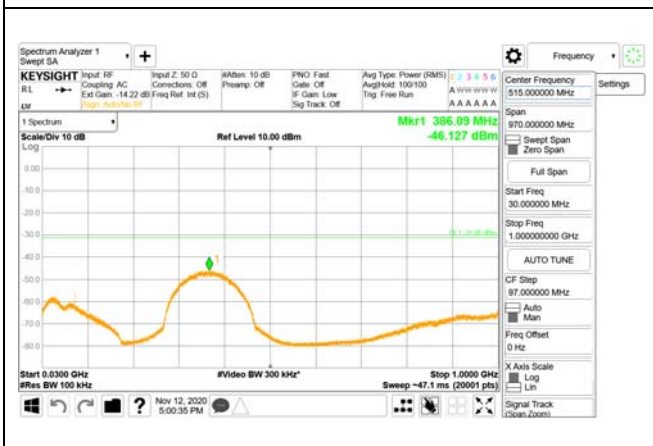 Spectrum Analyzer 1
Swept SA
Frequency
KEYSIGHT
RL
Input: RF
Coupling: AC
Ext Gain: -14.22 dB
Align: Auto/No RF
Input Z: 50 Ω
Corrections: Off
Freq Ref: Int (S)
#Atten: 10 dB
Preamp: Off
PNO: Fast
Gate: Off
IF Gain: Low
Sig Track: Off
Avg Type: Power (RMS)
Avg|Hold: 100/100
Trig: Free Run
1 2 3 4 5 6
A W W W W W
A A A A A A
Center Frequency
515.000000 MHz
Settings
1 Spectrum
Mkr1 386.09 MHz
Scale/Div 10 dB
Ref Level 10.00 dBm
-46.127 dBm
Log
0.00
-10.0
-20.0
-30.0
-40.0
-50.0
-60.0
-70.0
-80.0
1
Span
970.000000 MHz
Swept Span
Zero Span
Full Span
Start Freq
30.000000 MHz
Stop Freq
1.000000000 GHz
AUTO TUNE
CF Step
97.000000 MHz
Auto
Man
Freq Offset
0 Hz
X Axis Scale
Log
Lin
Signal Track
(Span Zoom)
Start 0.0300 GHz
#Video BW 300 kHz*
Stop 1.0000 GHz
#Res BW 100 kHz
Sweep ~47.1 ms (20001 pts)
Nov 12, 2020
5:00:35 PM